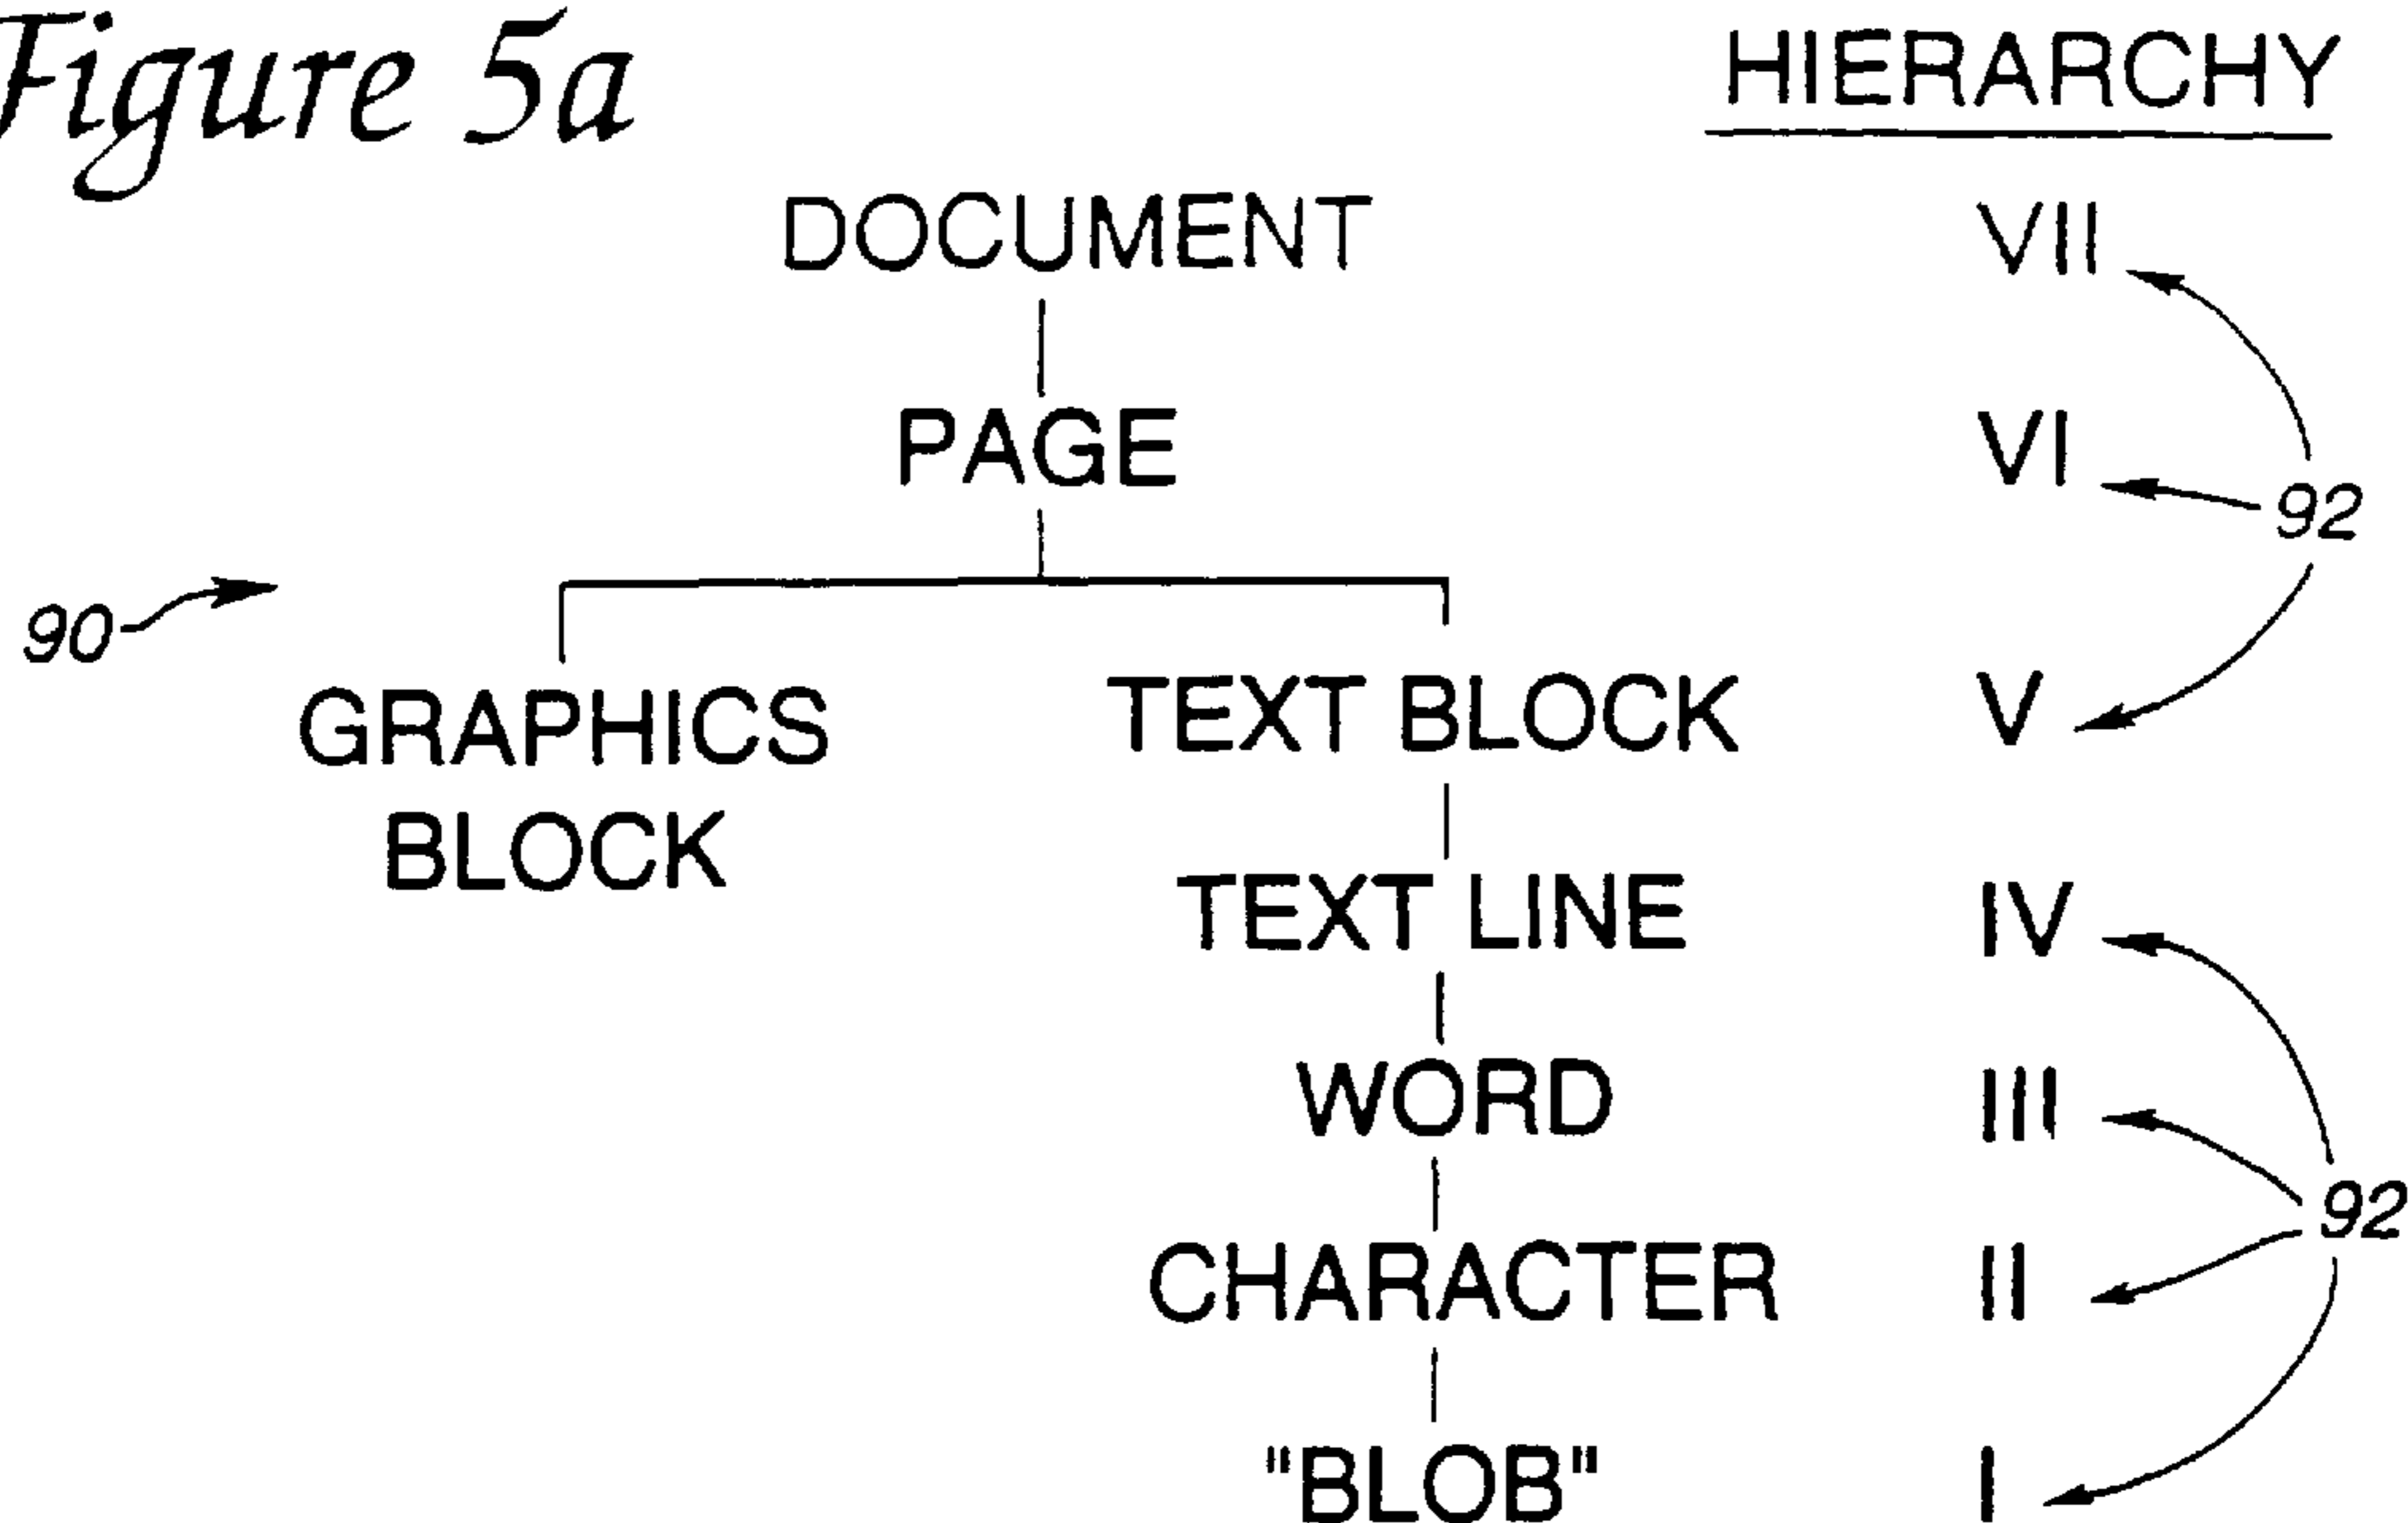 Figure 5a
HIERARCHY
DOCUMENT VII
PAGE VI
92
90
GRAPHICS BLOCK
TEXT BLOCK V
TEXT LINE IV
WORD III
92
CHARACTER II
"BLOB" I